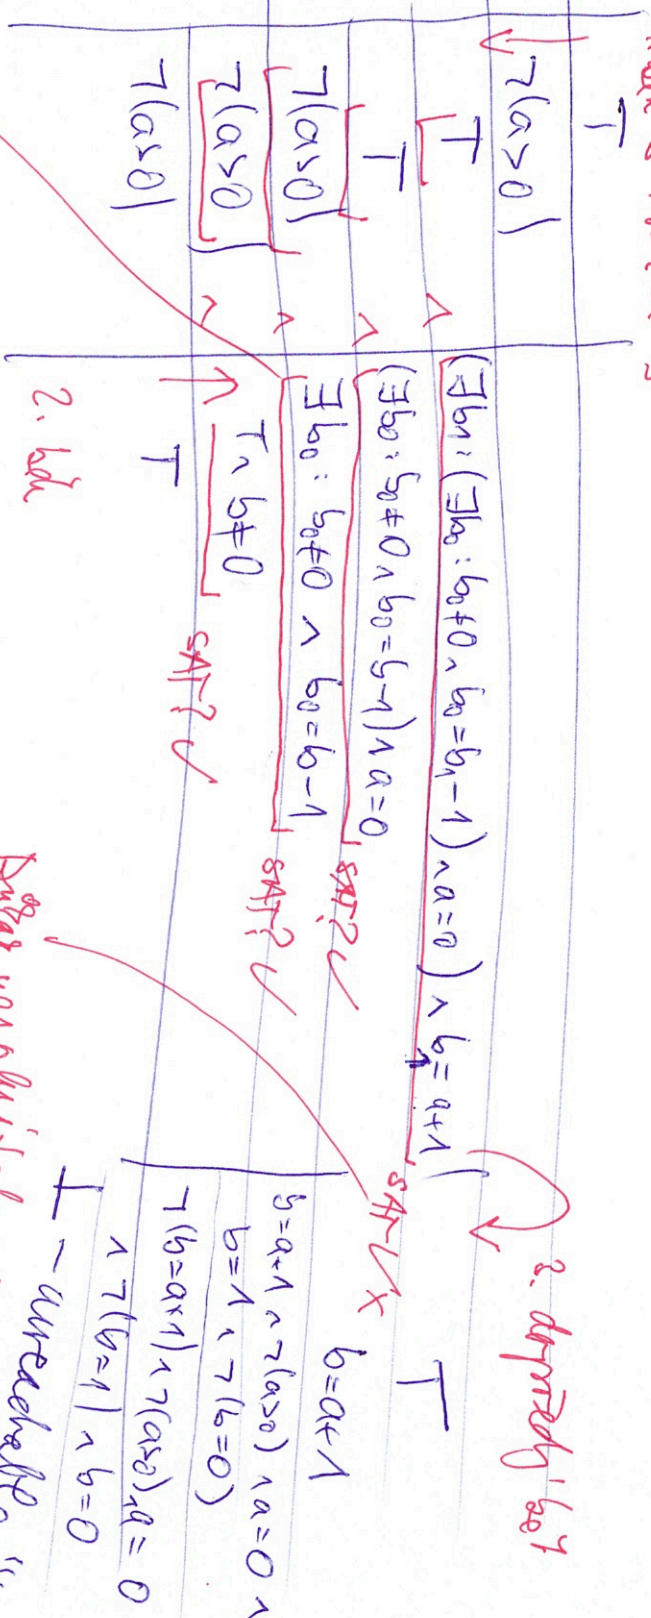 T
¬(a>0)
T
T
¬(a>0)
¬(a>0)
¬(a>0)
(∃b₁: (∃b₀: b₀≠0 ∧ b₀=b₁-1) ∧ a=0) ∧ b=a+1
∧
(∃b₀: b₀≠0 ∧ b₀=b-1) ∧ a=0
∧
∃b₀: b₀≠0 ∧ b₀=b-1
∧
T ∧ b≠0
∧
T
SAT? ✓
SAT? ✓
SAT? ✓
SAT ✓ x
2.
T
b=a+1
b=a+1 ∧ ¬(a>0) ∧ a=0 ∧
b=1 ∧ ¬(b=0)
¬(b=a+1) ∧ ¬(a>0) ∧ a=0
∧ ¬(b=1) ∧ b=0
⊥ -